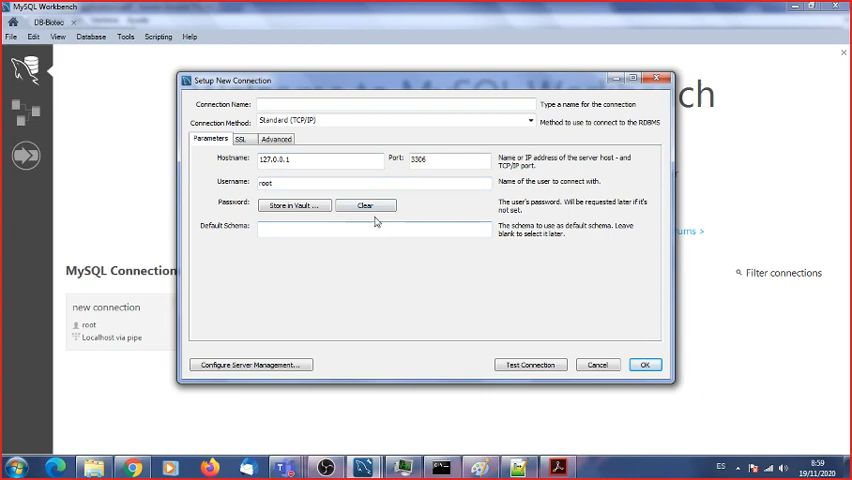 MySQL Workbench
DB-Biotec
File Edit View Database Tools Scripting Help
Setup New Connection
Connection Name: Type a name for the connection
Connection Method: Standard (TCP/IP) Method to use to connect to the RDBMS
Parameters SSL Advanced
Hostname: 127.0.0.1 Port: 3306 Name or IP address of the server host - and
TCP/IP port.
Username: root Name of the user to connect with.
Password: Store in Vault ... Clear The user's password. Will be requested later if it's
not set.
Default Schema: The schema to use as default schema. Leave
blank to select it later.
MySQL Connection
Filter connections
new connection
root
Localhost via pipe
Configure Server Management... Test Connection Cancel OK
ES 8:59
19/11/2020